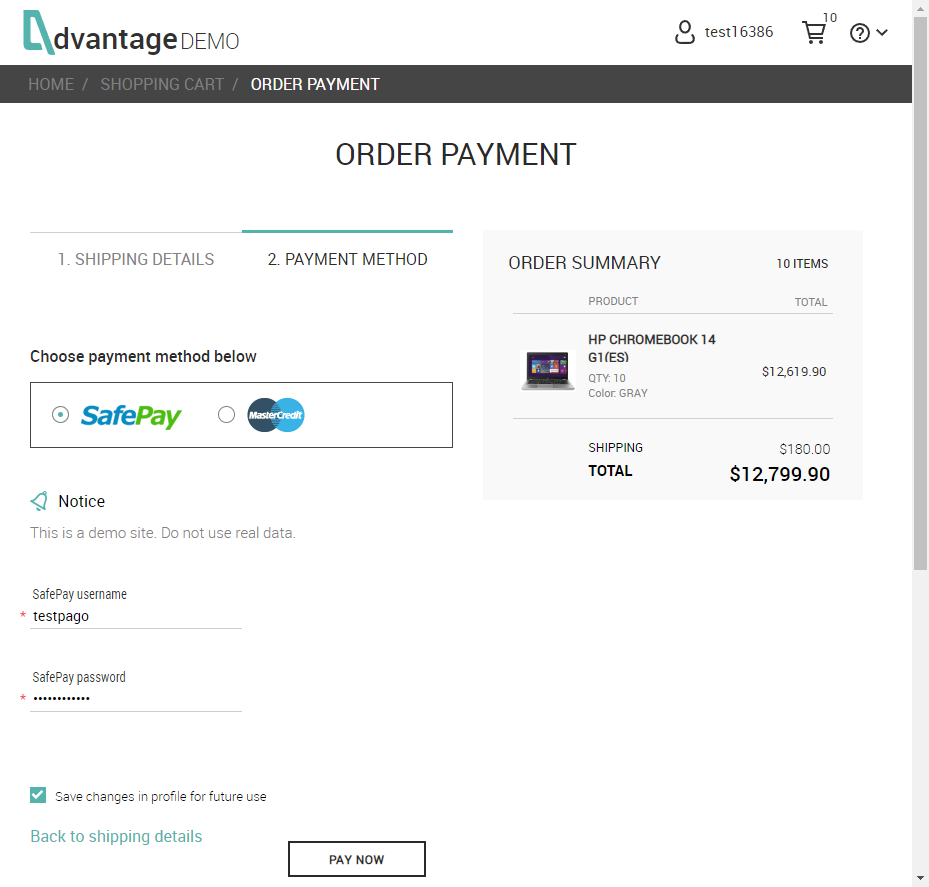 dvantage DEMO
test16386
10
?
HOME / SHOPPING CART / ORDER PAYMENT
ORDER PAYMENT
1. SHIPPING DETAILS
2. PAYMENT METHOD
Choose payment method below
SafePay
MasterCredit
Notice
This is a demo site. Do not use real data.
SafePay username
* testpago
SafePay password
* ••••••••••••
Save changes in profile for future use
Back to shipping details
PAY NOW
ORDER SUMMARY
10 ITEMS
PRODUCT
TOTAL
HP CHROMEBOOK 14
G1(ES)
QTY: 10
Color: GRAY
$12,619.90
SHIPPING
$180.00
TOTAL
$12,799.90